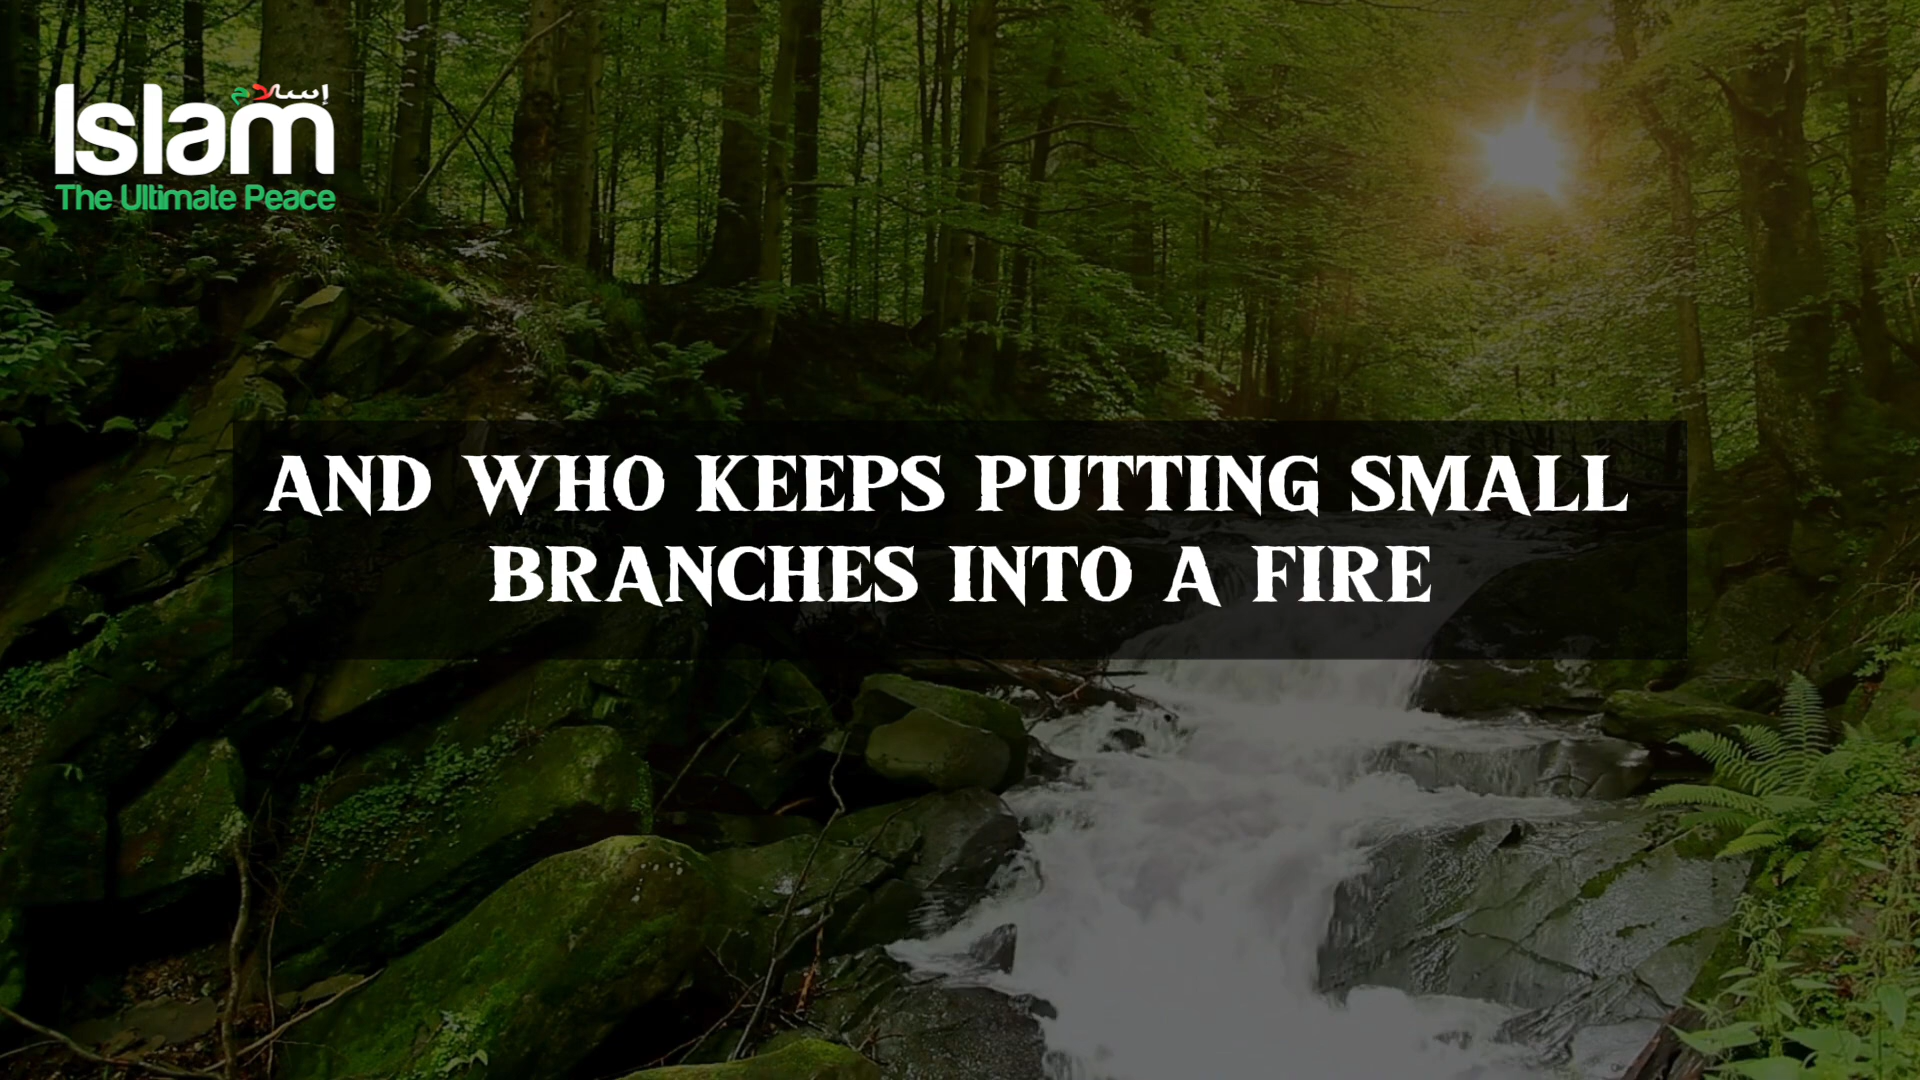 إسلام
Islam
The Ultimate Peace
AND WHO KEEPS PUTTING SMALL
BRANCHES INTO A FIRE